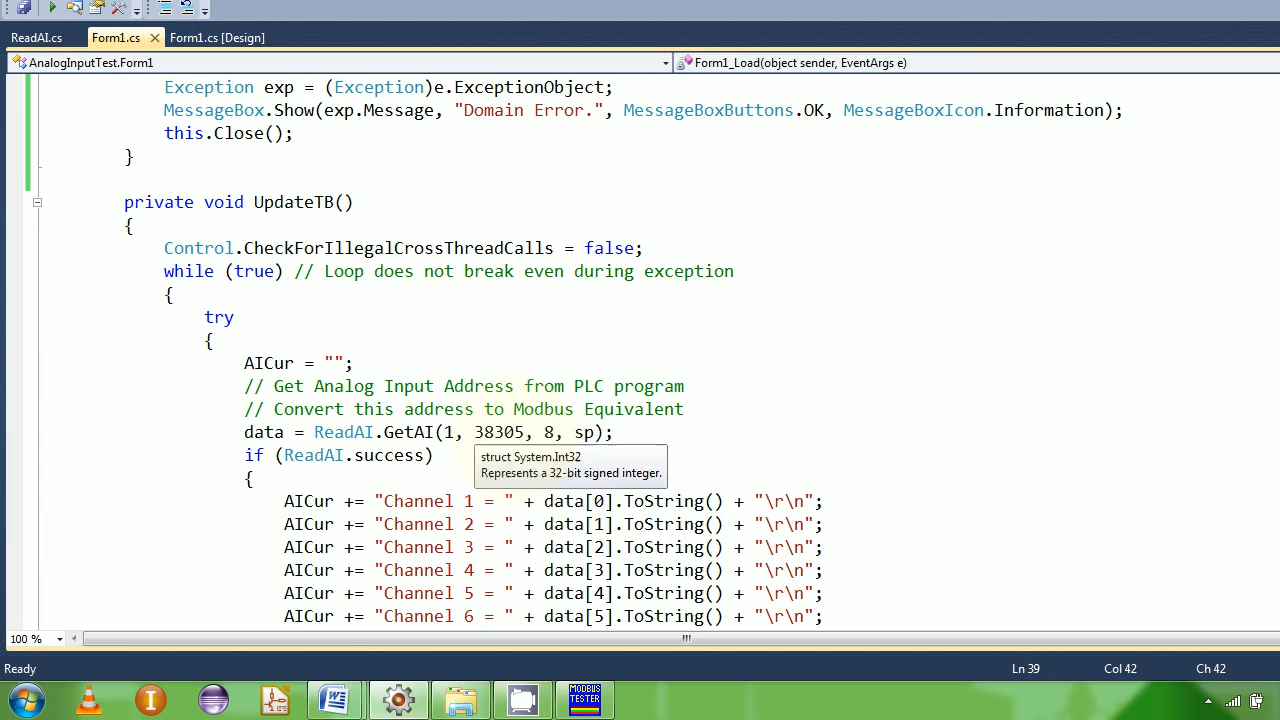 ReadAI.cs Form1.cs Form1.cs [Design]
AnalogInputTest.Form1 Form1_Load(object sender, EventArgs e)
Exception exp = (Exception)e.ExceptionObject;
MessageBox.Show(exp.Message, "Domain Error.", MessageBoxButtons.OK, MessageBoxIcon.Information);
this.Close();
}
private void UpdateTB()
{
Control.CheckForIllegalCrossThreadCalls = false;
while (true) // Loop does not break even during exception
{
try
{
AICur = "";
// Get Analog Input Address from PLC program
// Convert this address to Modbus Equivalent
data = ReadAI.GetAI(1, 38305, 8, sp);
if (ReadAI.success)
struct System.Int32
Represents a 32-bit signed integer.
{
AICur += "Channel 1 = " + data[0].ToString() + "\r\n";
AICur += "Channel 2 = " + data[1].ToString() + "\r\n";
AICur += "Channel 3 = " + data[2].ToString() + "\r\n";
AICur += "Channel 4 = " + data[3].ToString() + "\r\n";
AICur += "Channel 5 = " + data[4].ToString() + "\r\n";
AICur += "Channel 6 = " + data[5].ToString() + "\r\n";
100 %
Ready Ln 39 Col 42 Ch 42
MODBUS
TESTER